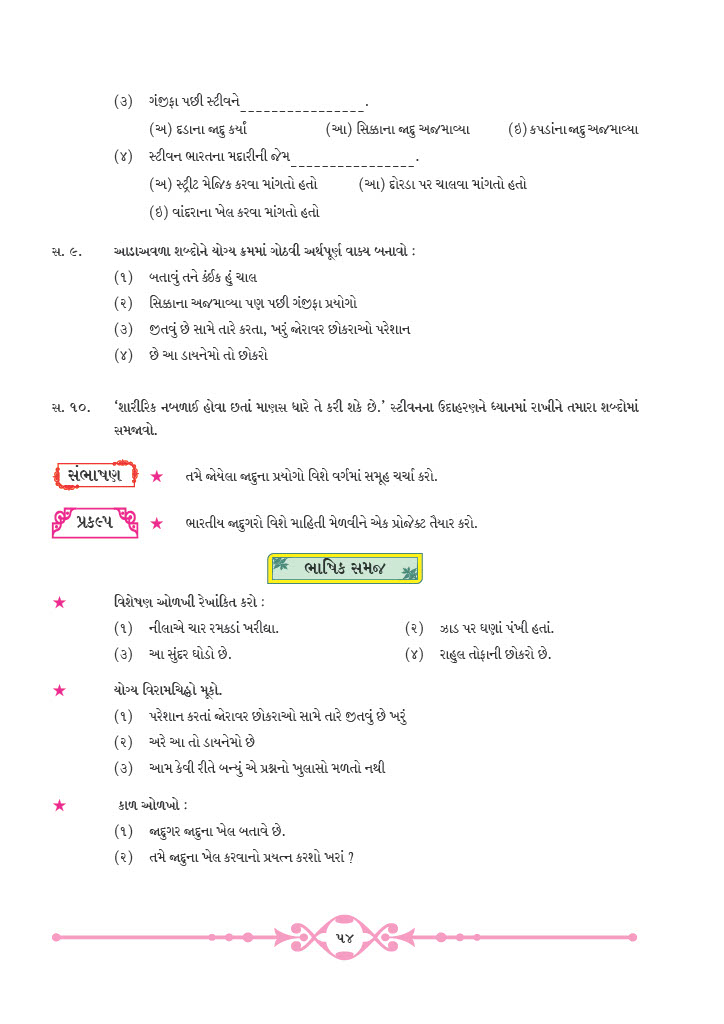 (૩) ગંજીફા પછી સ્ટીવને________________.
(અ) દડાના જાદુ કર્યાં (આ) સિક્કાના જાદુ અજમાવ્યા (ઇ) કપડાંના જાદુ અજમાવ્યા
(૪) સ્ટીવન ભારતના મદારીની જેમ________________.
(અ) સ્ટ્રીટ મેજિક કરવા માંગતો હતો (આ) દોરડા પર ચાલવા માંગતો હતો
(ઇ) વાંદરાના ખેલ કરવા માંગતો હતો
સ. ૯. આડાઅવળા શબ્દોને યોગ્ય ક્રમમાં ગોઠવી અર્થપૂર્ણ વાક્ય બનાવો :
(૧) બતાવું તને કંઈક હું ચાલ
(૨) સિક્કાના અજમાવ્યા પણ પછી ગંજીફા પ્રયોગો
(૩) જીતવું છે સામે તારે કરતા, ખરું જોરાવર છોકરાઓ પરેશાન
(૪) છે આ ડાયનેમો તો છોકરો
સ. ૧૦. ‘શારીરિક નબળાઈ હોવા છતાં માણસ ધારે તે કરી શકે છે.’ સ્ટીવનના ઉદાહરણને ધ્યાનમાં રાખીને તમારા શબ્દોમાં
સમજાવો.
સંભાષણ ★ તમે જોયેલા જાદુના પ્રયોગો વિશે વર્ગમાં સમૂહ ચર્ચા કરો.
પ્રકલ્પ ★ ભારતીય જાદુગરો વિશે માહિતી મેળવીને એક પ્રોજેક્ટ તૈયાર કરો.
ભાષિક સમજ
★ વિશેષણ ઓળખી રેખાંકિત કરો :
(૧) નીલાએ ચાર રમકડાં ખરીદ્યા. (૨) ઝાડ પર ઘણાં પંખી હતાં.
(૩) આ સુંદર ઘોડો છે. (૪) રાહુલ તોફાની છોકરો છે.
★ યોગ્ય વિરામચિહ્નો મૂકો.
(૧) પરેશાન કરતાં જોરાવર છોકરાઓ સામે તારે જીતવું છે ખરું
(૨) અરે આ તો ડાયનેમો છે
(૩) આમ કેવી રીતે બન્યું એ પ્રશ્નનો ખુલાસો મળતો નથી
★ કાળ ઓળખો :
(૧) જાદુગર જાદુના ખેલ બતાવે છે.
(૨) તમે જાદુના ખેલ કરવાનો પ્રયત્ન કરશો ખરાં ?
૫૪